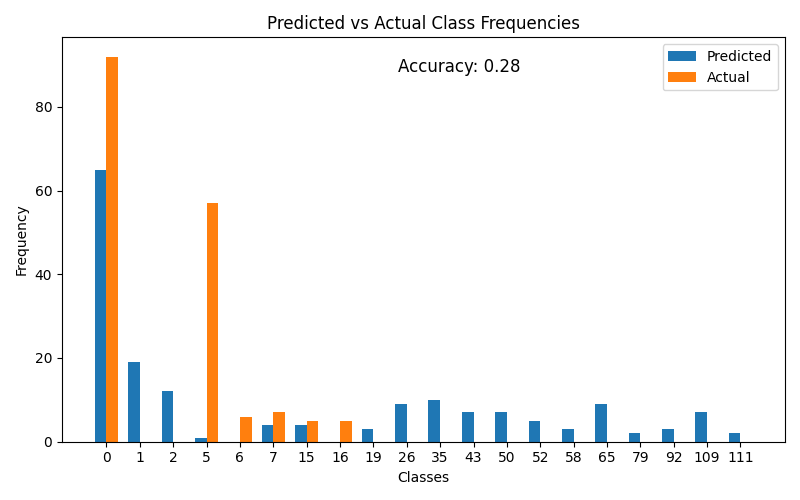 Predicted vs Actual Class Frequencies
Accuracy: 0.28
Predicted
Actual
Frequency
80
60
40
20
0
0 1 2 5 6 7 15 16 19 26 35 43 50 52 58 65 79 92 109 111
Classes